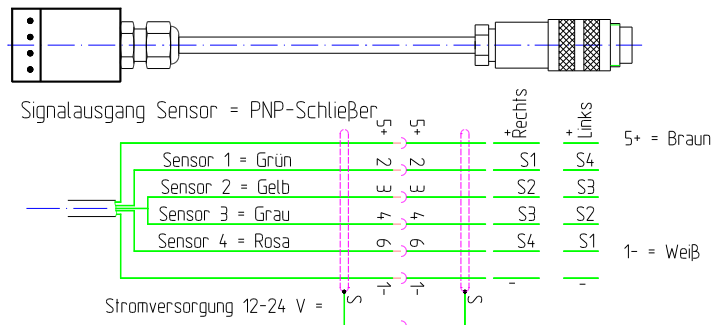 Signalausgang Sensor = PNP-Schließer
+Rechts
+Links
5+ 5+
5+ = Braun
Sensor 1 = Grün 2 2 S1 S4
Sensor 2 = Gelb 3 3 S2 S3
Sensor 3 = Grau 4 4 S3 S2
Sensor 4 = Rosa 6 6 S4 S1
1- = Weiß
1- 1- - -
Stromversorgung 12-24 V = S S